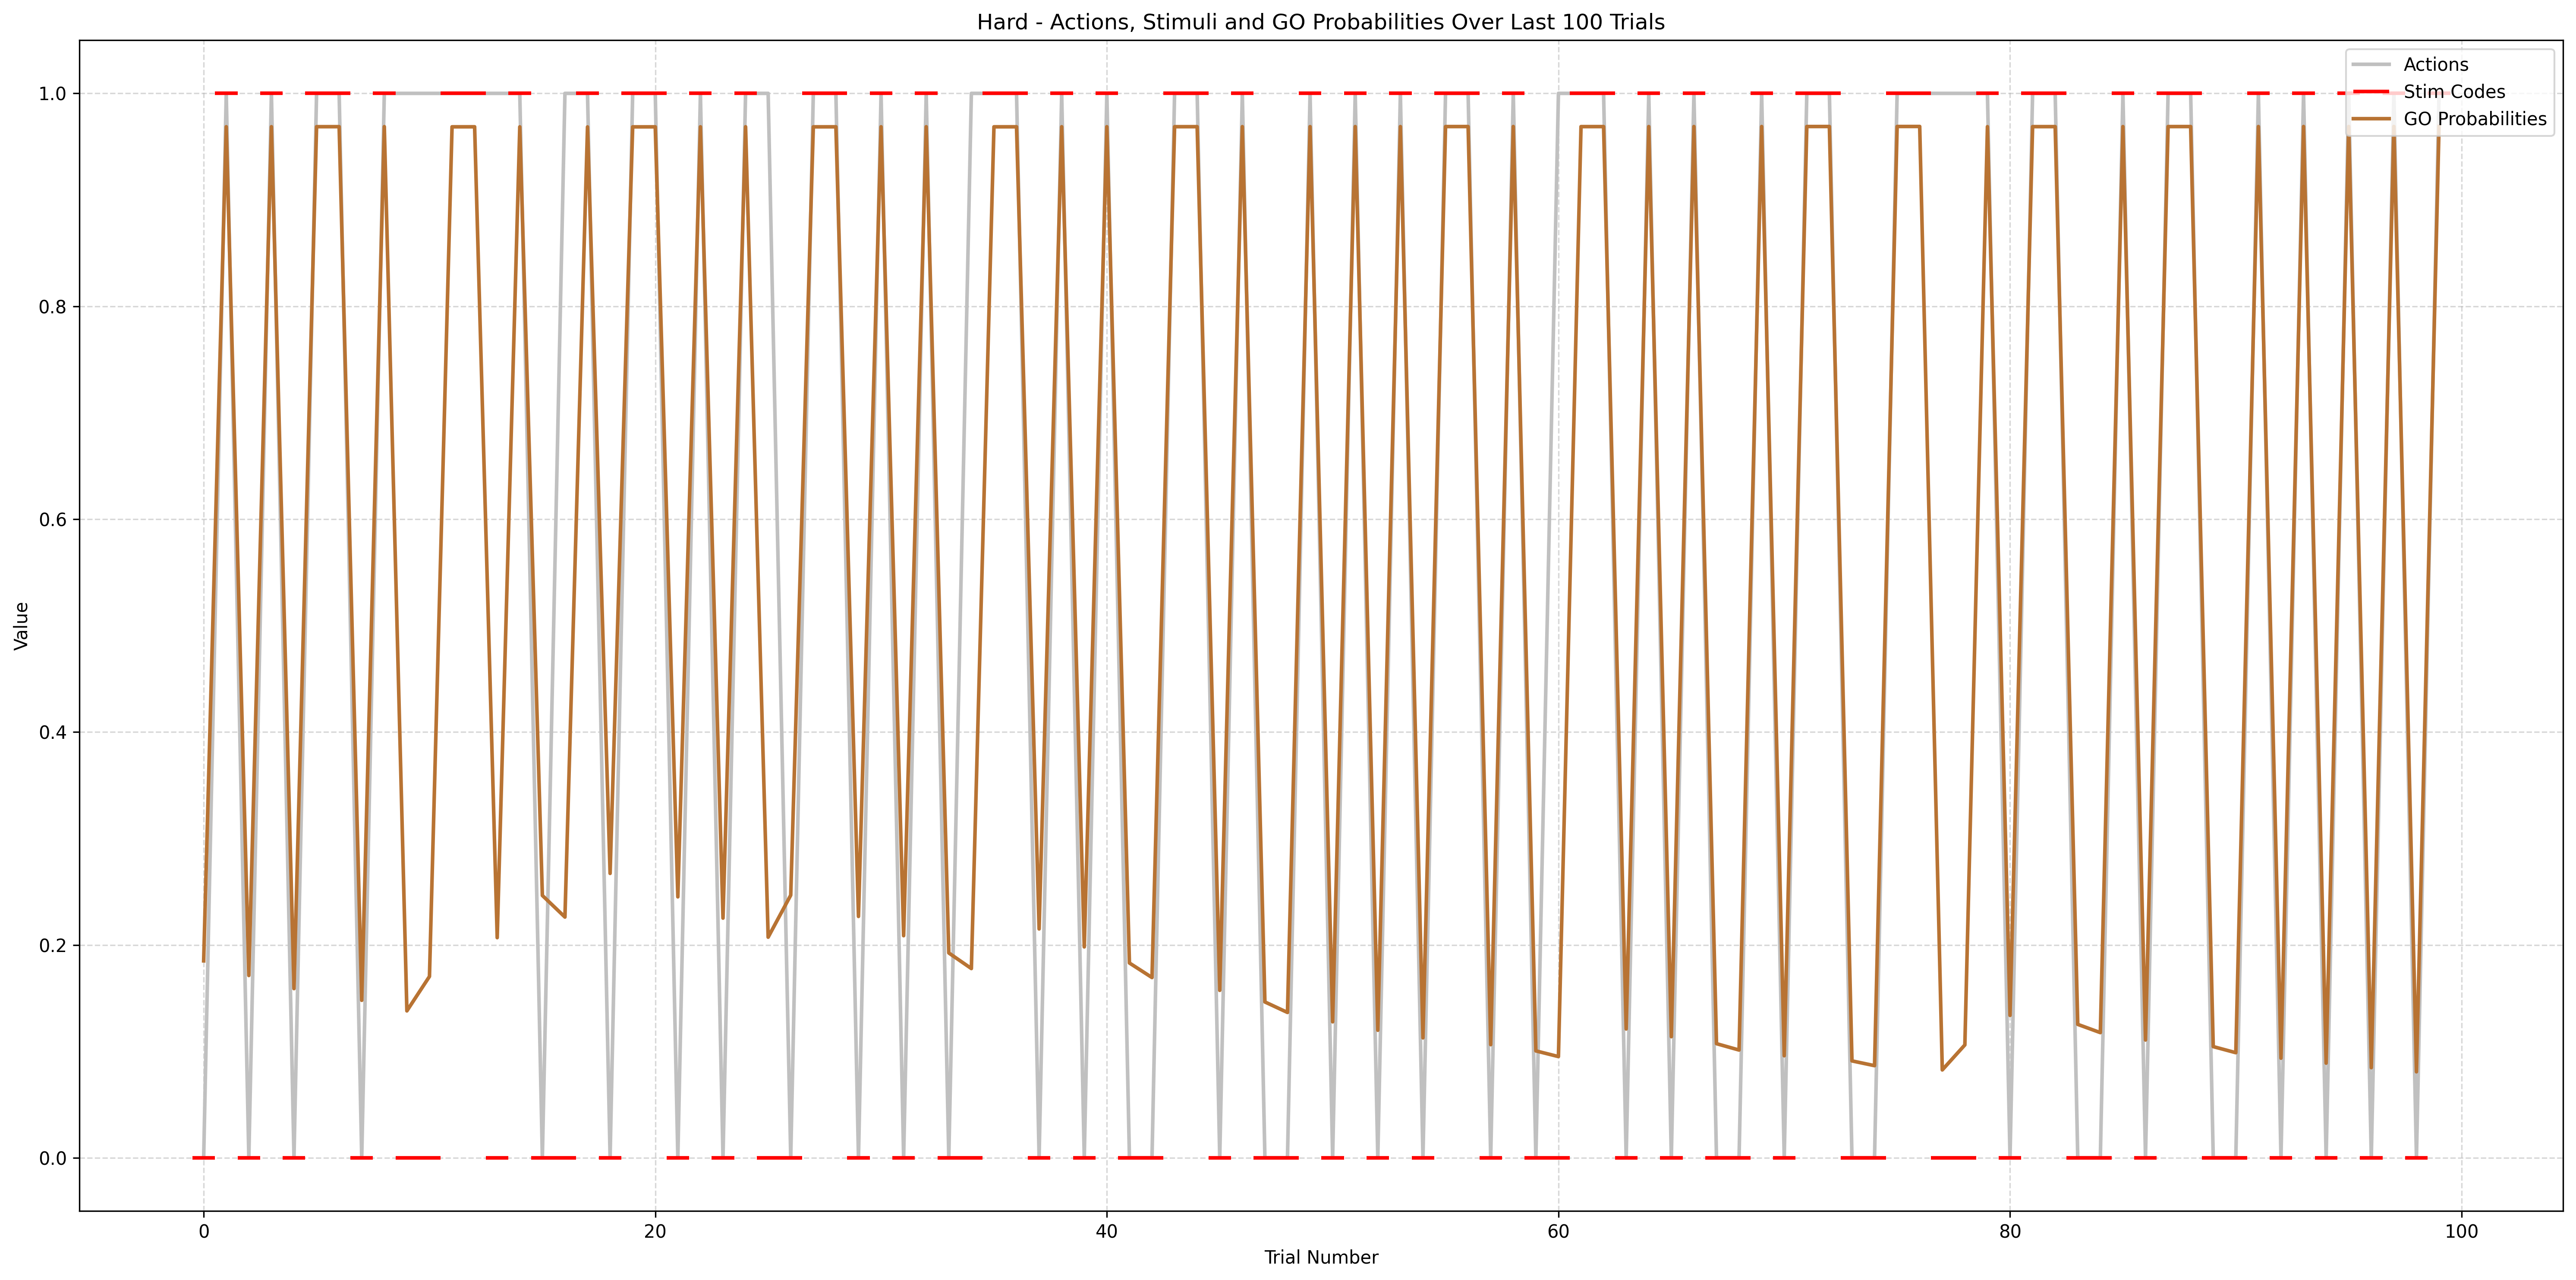 Hard - Actions, Stimuli and GO Probabilities Over Last 100 Trials
Actions
Stim Codes
GO Probabilities
1.0
0.8
0.6
0.4
0.2
0.0
Value
0 20 40 60 80 100
Trial Number